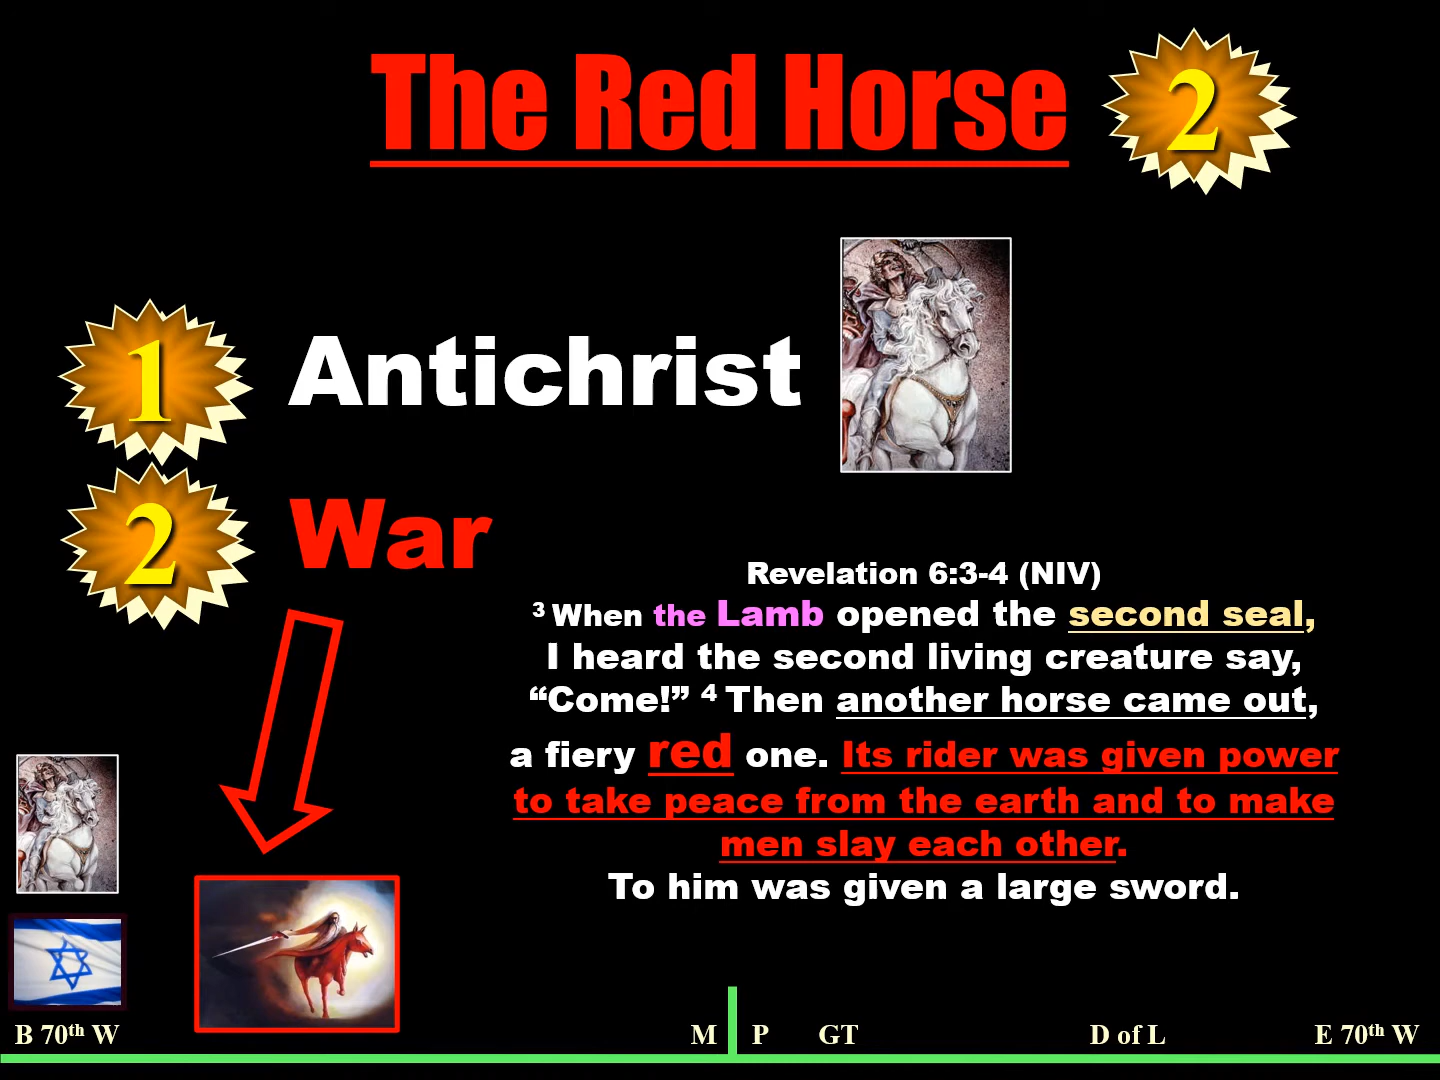 The Red Horse 2
1 Antichrist
2 War
Revelation 6:3-4 (NIV)
3 When the Lamb opened the second seal,
I heard the second living creature say,
“Come!” 4 Then another horse came out,
a fiery red one. Its rider was given power
to take peace from the earth and to make
men slay each other.
To him was given a large sword.
B 70th W M P GT D of L E 70th W